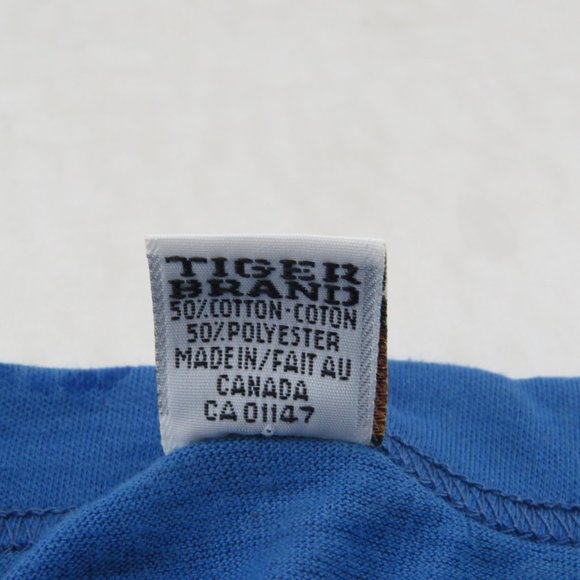 TIGER
BRAND
50%COTTON-COTON
50%POLYESTER
MADE IN/FAIT AU
CANADA
CA 01147